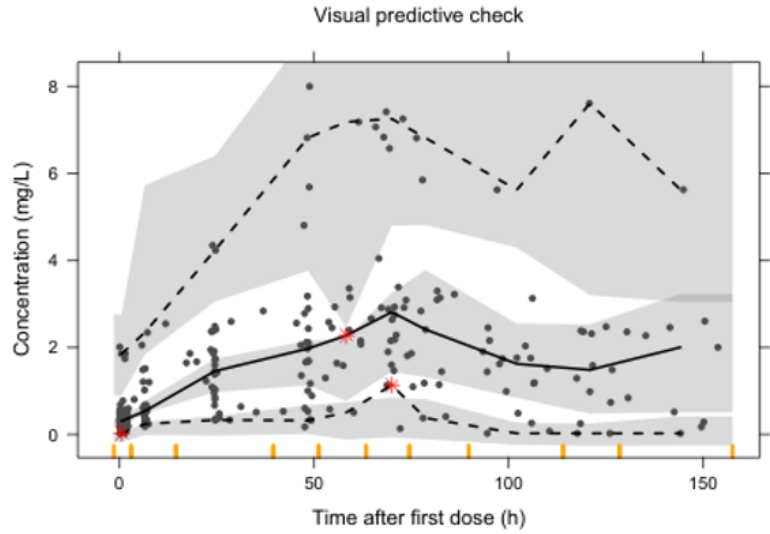 Visual predictive check
Concentration (mg/L)
8
6
4
2
0
0 50 100 150
Time after first dose (h)